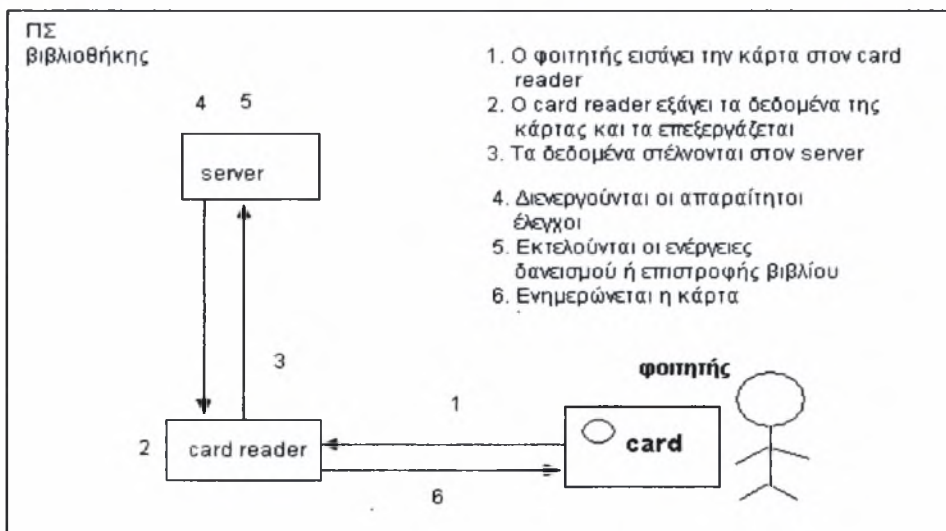 ΠΣ
βιβλιοθήκης
1. Ο φοιτητής εισάγει την κάρτα στον card
reader
2. Ο card reader εξάγει τα δεδομένα της
κάρτας και τα επεξεργάζεται
3. Τα δεδομένα στέλνονται στον server
4. Διενεργούνται οι απαραίτητοι
έλεγχοι
5. Εκτελούνται οι ενέργειες
δανεισμού ή επιστροφής βιβλίου
6. Ενημερώνεται η κάρτα
4 5
server
3
φοιτητής
1
2
card reader
card
6